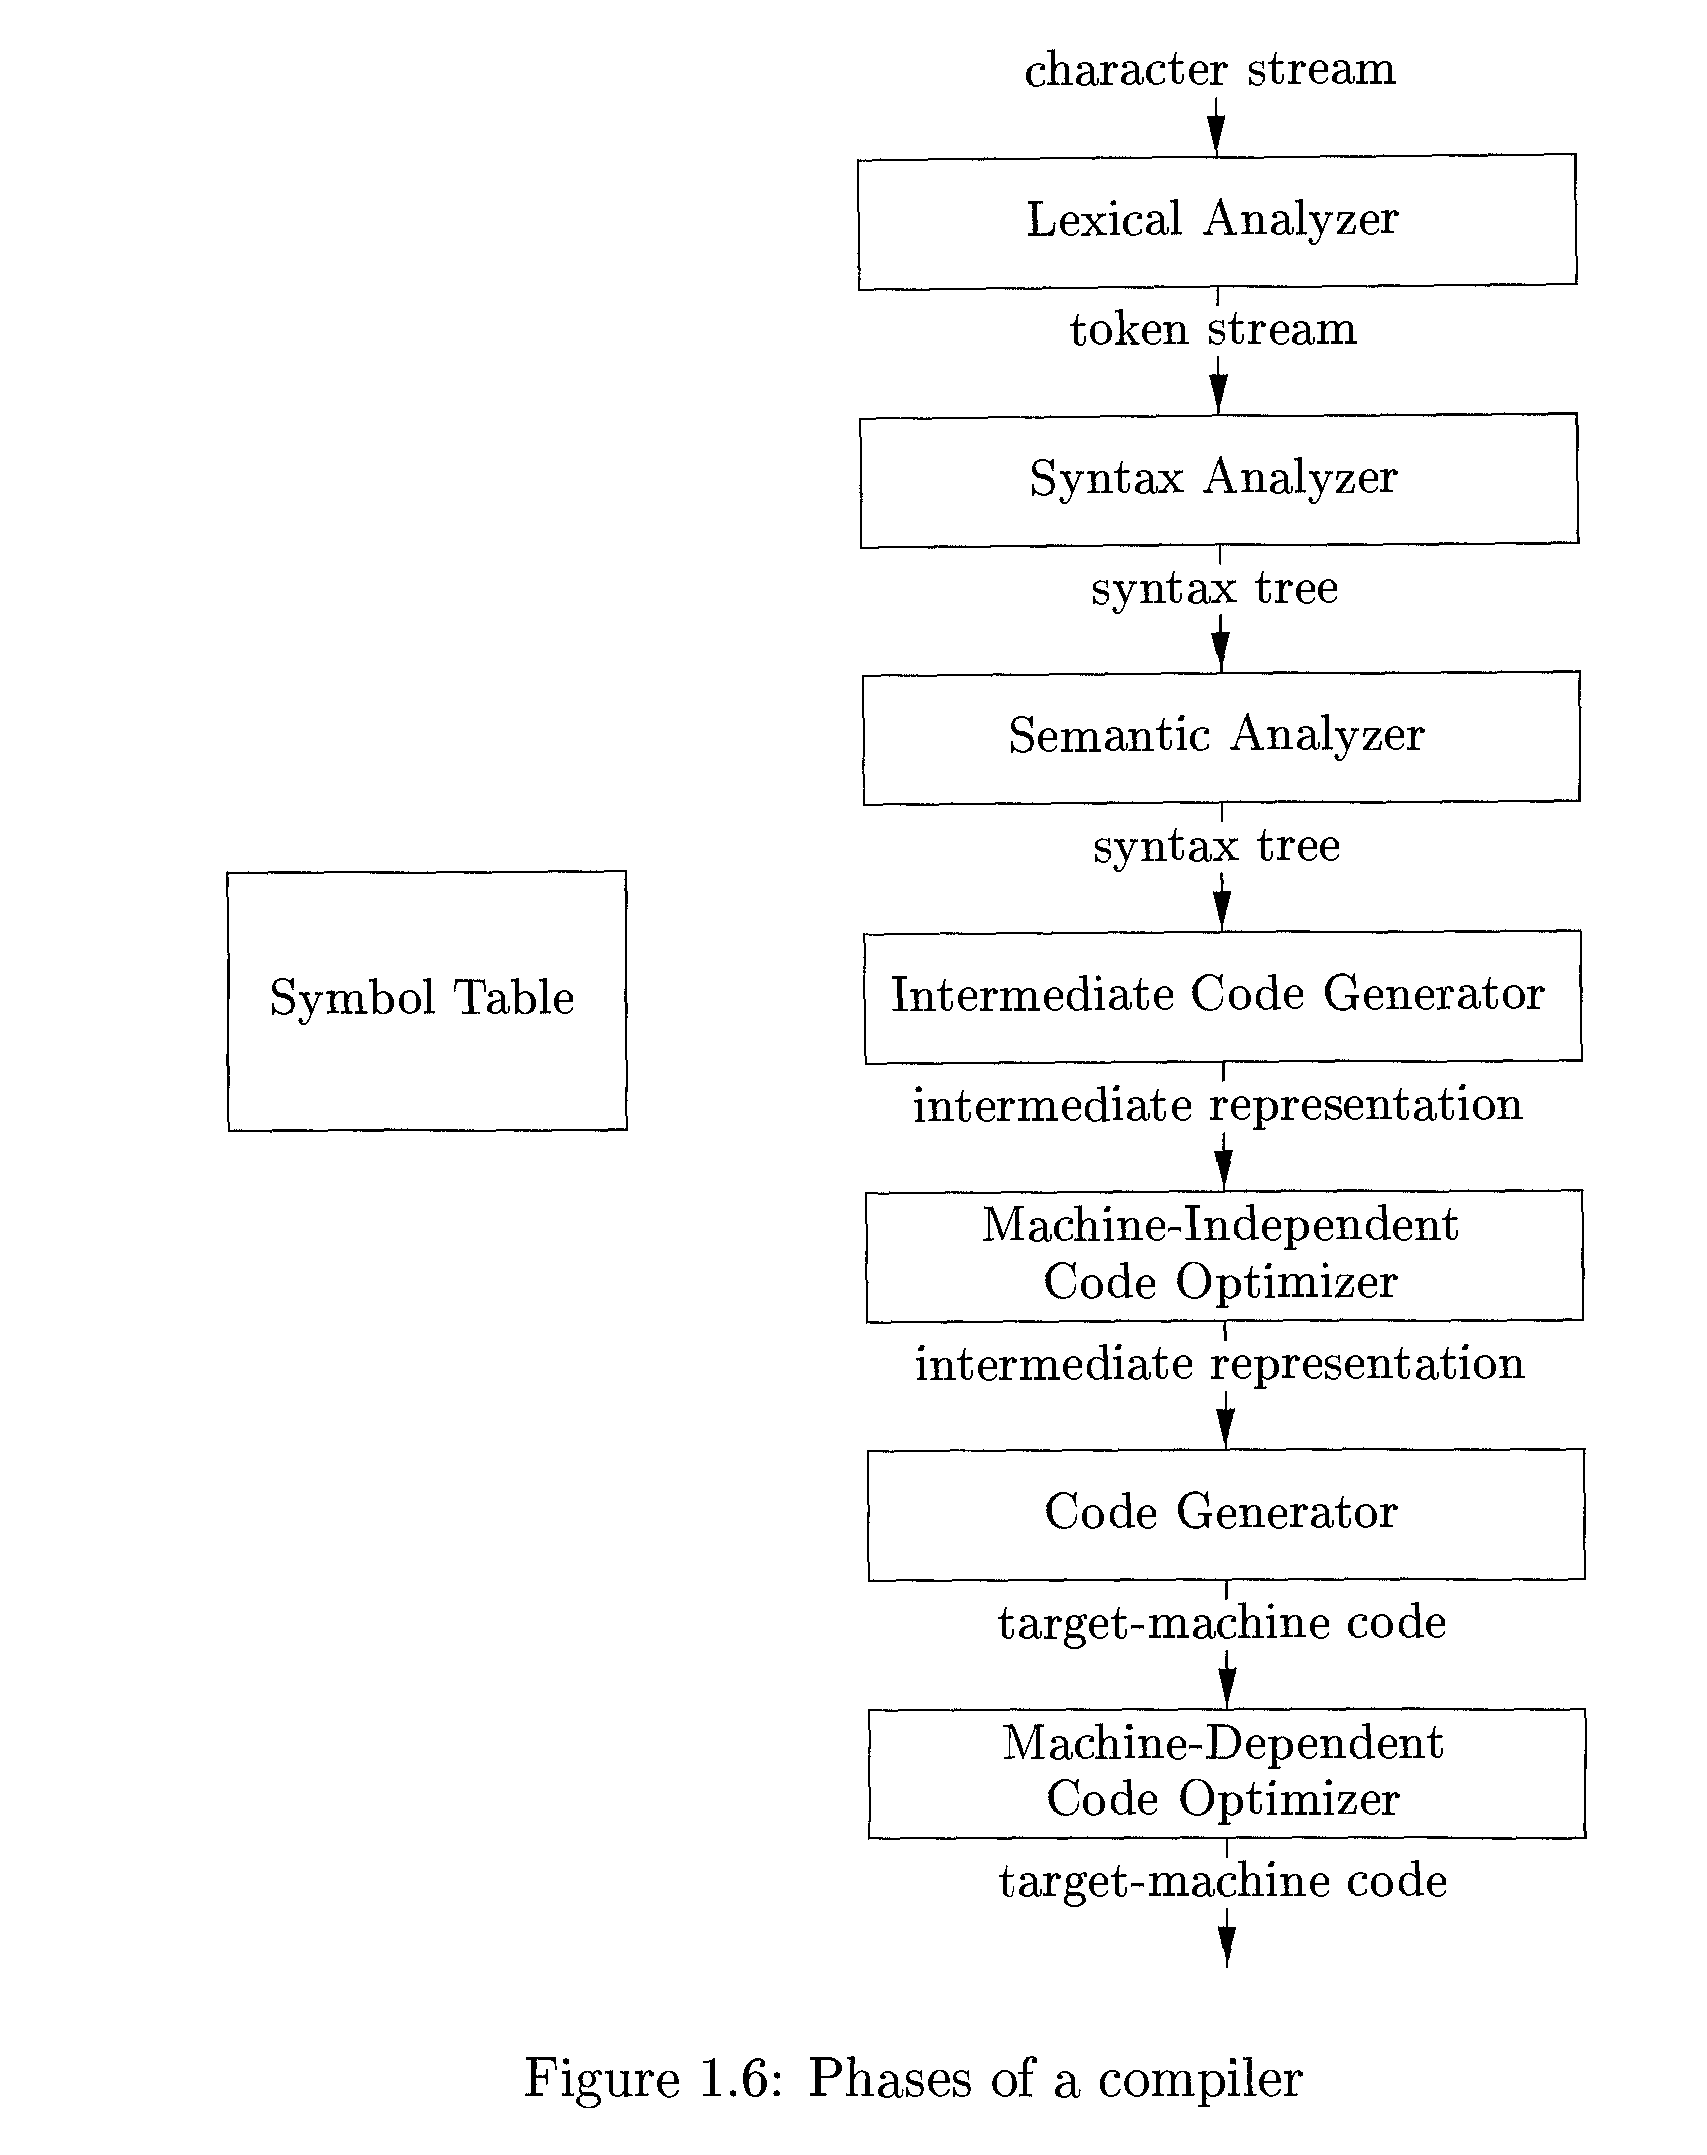 character stream
Lexical Analyzer
token stream
Syntax Analyzer
syntax tree
Semantic Analyzer
syntax tree
Symbol Table
Intermediate Code Generator
intermediate representation
Machine-Independent
Code Optimizer
intermediate representation
Code Generator
target-machine code
Machine-Dependent
Code Optimizer
target-machine code
Figure 1.6: Phases of a compiler